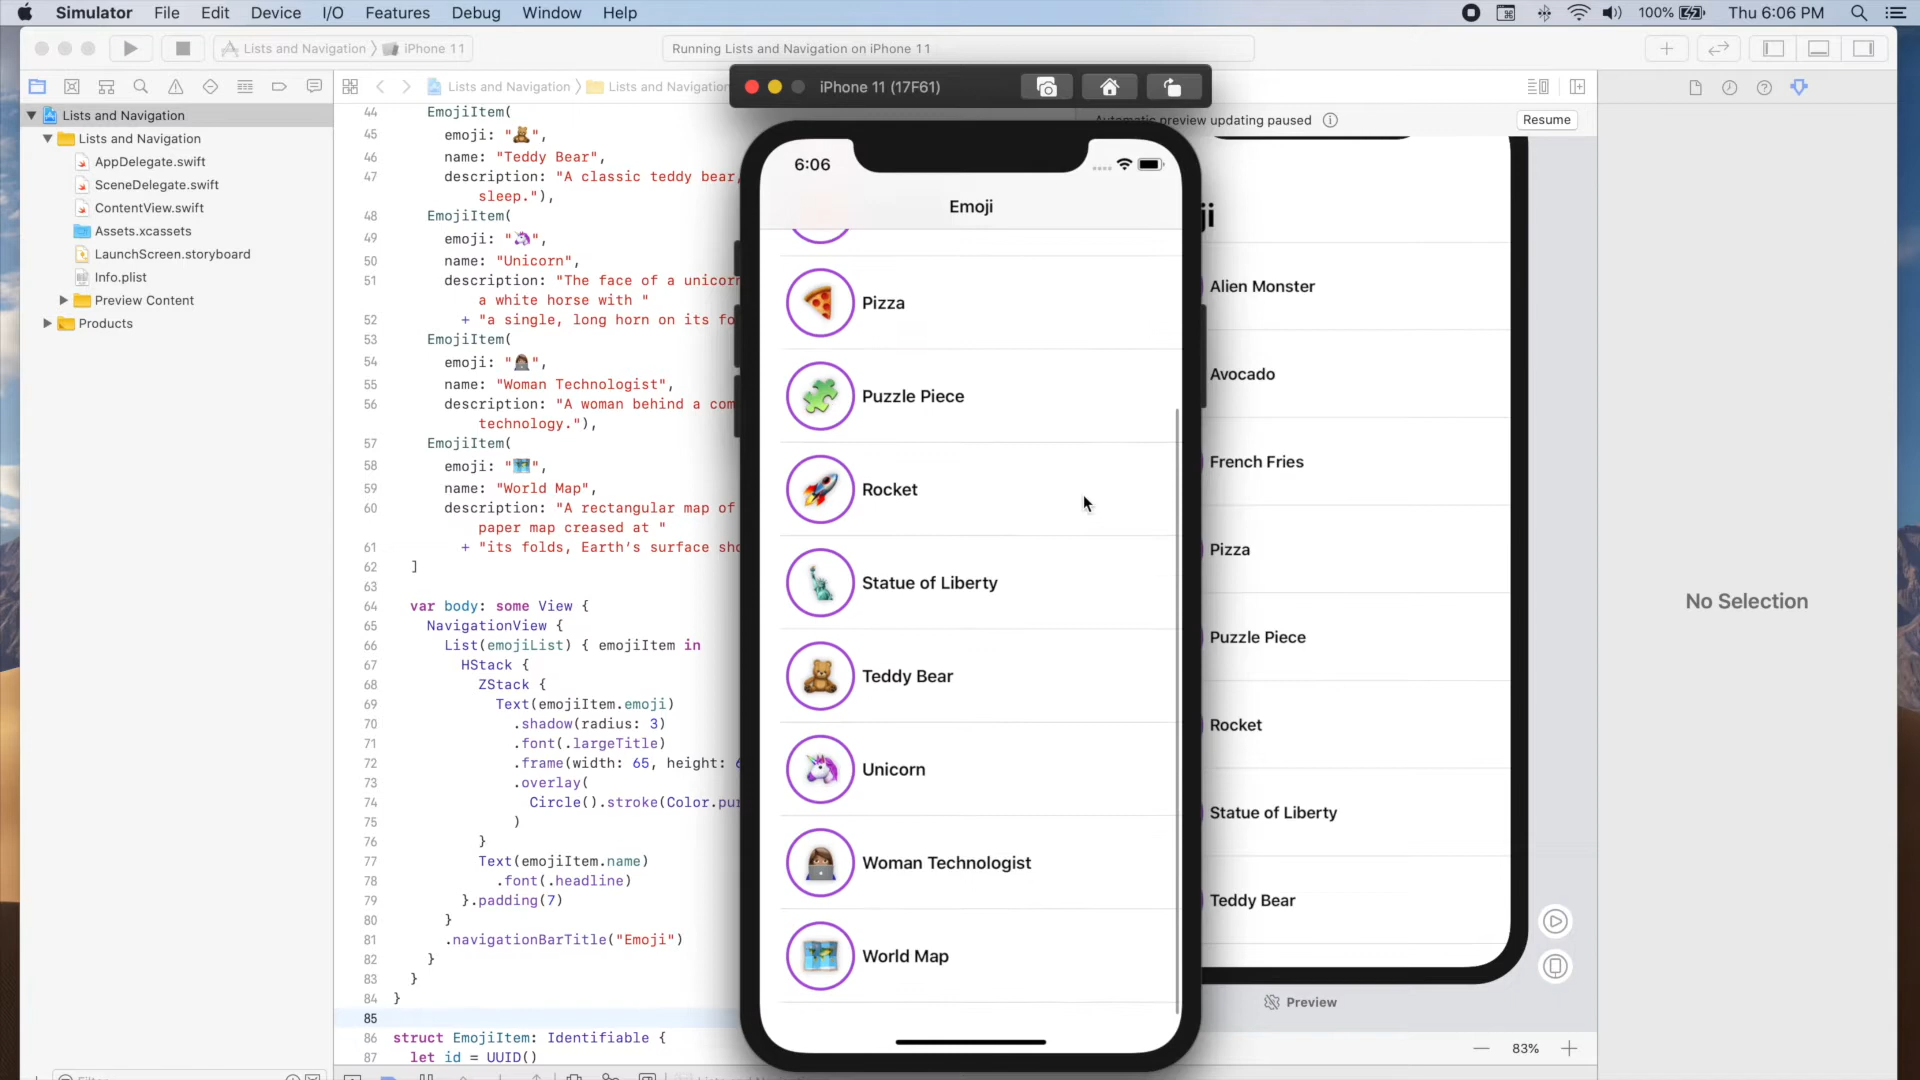 Simulator File Edit Device I/O Features Debug Window Help 100% Thu 6:06 PM
Lists and Navigation iPhone 11
Running Lists and Navigation on iPhone 11
Lists and Navigation
Lists and Navigation
AppDelegate.swift
SceneDelegate.swift
ContentView.swift
Assets.xcassets
LaunchScreen.storyboard
Info.plist
Preview Content
Products
Lists and Navigation Lists and Navigation
44 EmojiItem(
45 emoji: "🧸",
46 name: "Teddy Bear",
47 description: "A classic teddy bear,
sleep."),
48 EmojiItem(
49 emoji: "🦄",
50 name: "Unicorn",
51 description: "The face of a unicorn
a white horse with "
52 + "a single, long horn on its fo
53 EmojiItem(
54 emoji: "👩🏽‍💻",
55 name: "Woman Technologist",
56 description: "A woman behind a com
technology."),
57 EmojiItem(
58 emoji: "🗺",
59 name: "World Map",
60 description: "A rectangular map of
paper map creased at "
61 + "its folds, Earth's surface sho
62 ]
63
64 var body: some View {
65 NavigationView {
66 List(emojiList) { emojiItem in
67 HStack {
68 ZStack {
69 Text(emojiItem.emoji)
70 .shadow(radius: 3)
71 .font(.largeTitle)
72 .frame(width: 65, height: 6
73 .overlay(
74 Circle().stroke(Color.pur
75 )
76 }
77 Text(emojiItem.name)
78 .font(.headline)
79 }.padding(7)
80 }
81 .navigationBarTitle("Emoji")
82 }
83 }
84 }
85
86 struct EmojiItem: Identifiable {
87 let id = UUID()
iPhone 11 (17F61)
6:06
Emoji
Pizza
Puzzle Piece
Rocket
Statue of Liberty
Teddy Bear
Unicorn
Woman Technologist
World Map
Automatic preview updating paused Resume
ji
Alien Monster
Avocado
French Fries
Pizza
Puzzle Piece
Rocket
Statue of Liberty
Teddy Bear
Preview
83%
No Selection